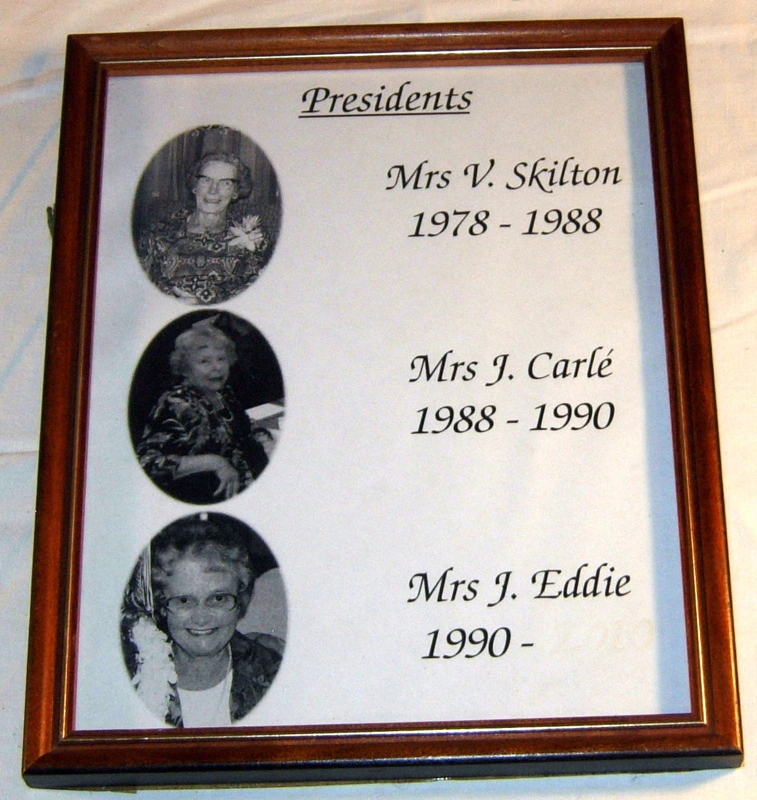 Presidents
Mrs V. Skilton
1978 - 1988
Mrs J. Carlé
1988 - 1990
Mrs J. Eddie
1990 -